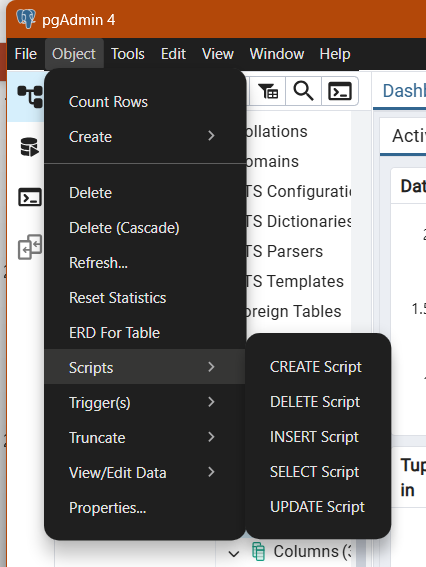 pgAdmin 4
File Object Tools Edit View Window Help
Count Rows
Create
Delete
Delete (Cascade)
Refresh...
Reset Statistics
ERD For Table
Scripts
Trigger(s)
Truncate
View/Edit Data
Properties...
CREATE Script
DELETE Script
INSERT Script
SELECT Script
UPDATE Script
ollations
omains
TS Configurati
TS Dictionaries
TS Parsers
TS Templates
oreign Tables
Columns (3
Dashb
Activ
Dat
2
1.5
1
Tup
in